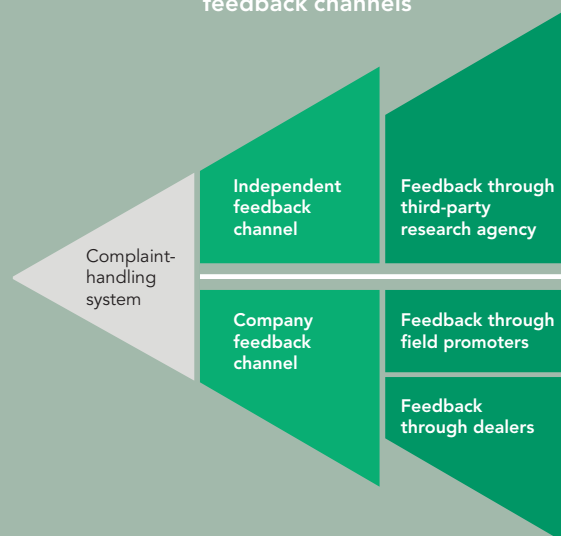 feedback channels
Complaint-
handling
system
Independent
feedback
channel
Feedback through
third-party
research agency
Company
feedback
channel
Feedback through
field promoters
Feedback
through dealers